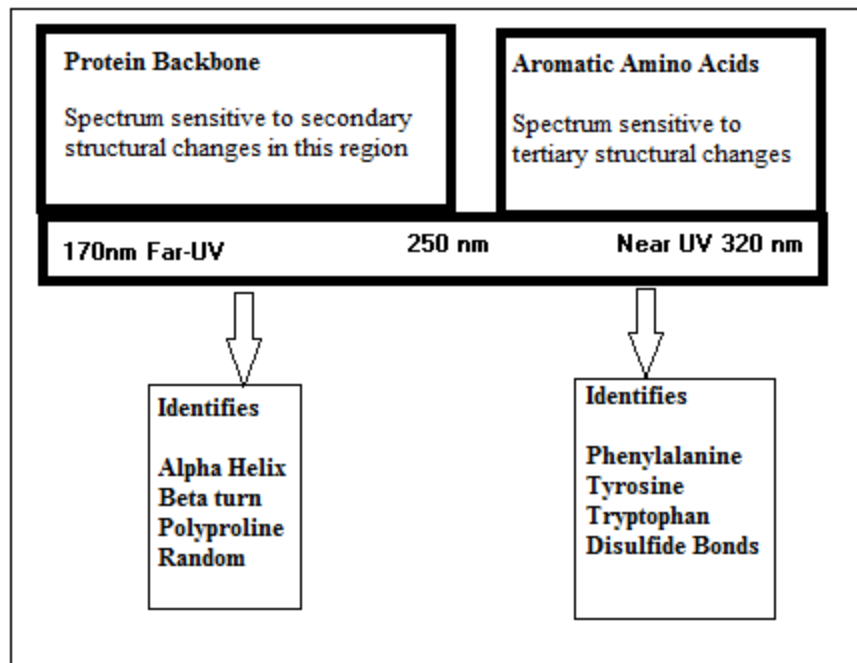 Protein Backbone
Spectrum sensitive to secondary
structural changes in this region
Aromatic Amino Acids
Spectrum sensitive to
tertiary structural changes
170nm Far-UV
250 nm
Near UV 320 nm
Identifies
Alpha Helix
Beta turn
Polyproline
Random
Identifies
Phenylalanine
Tyrosine
Tryptophan
Disulfide Bonds